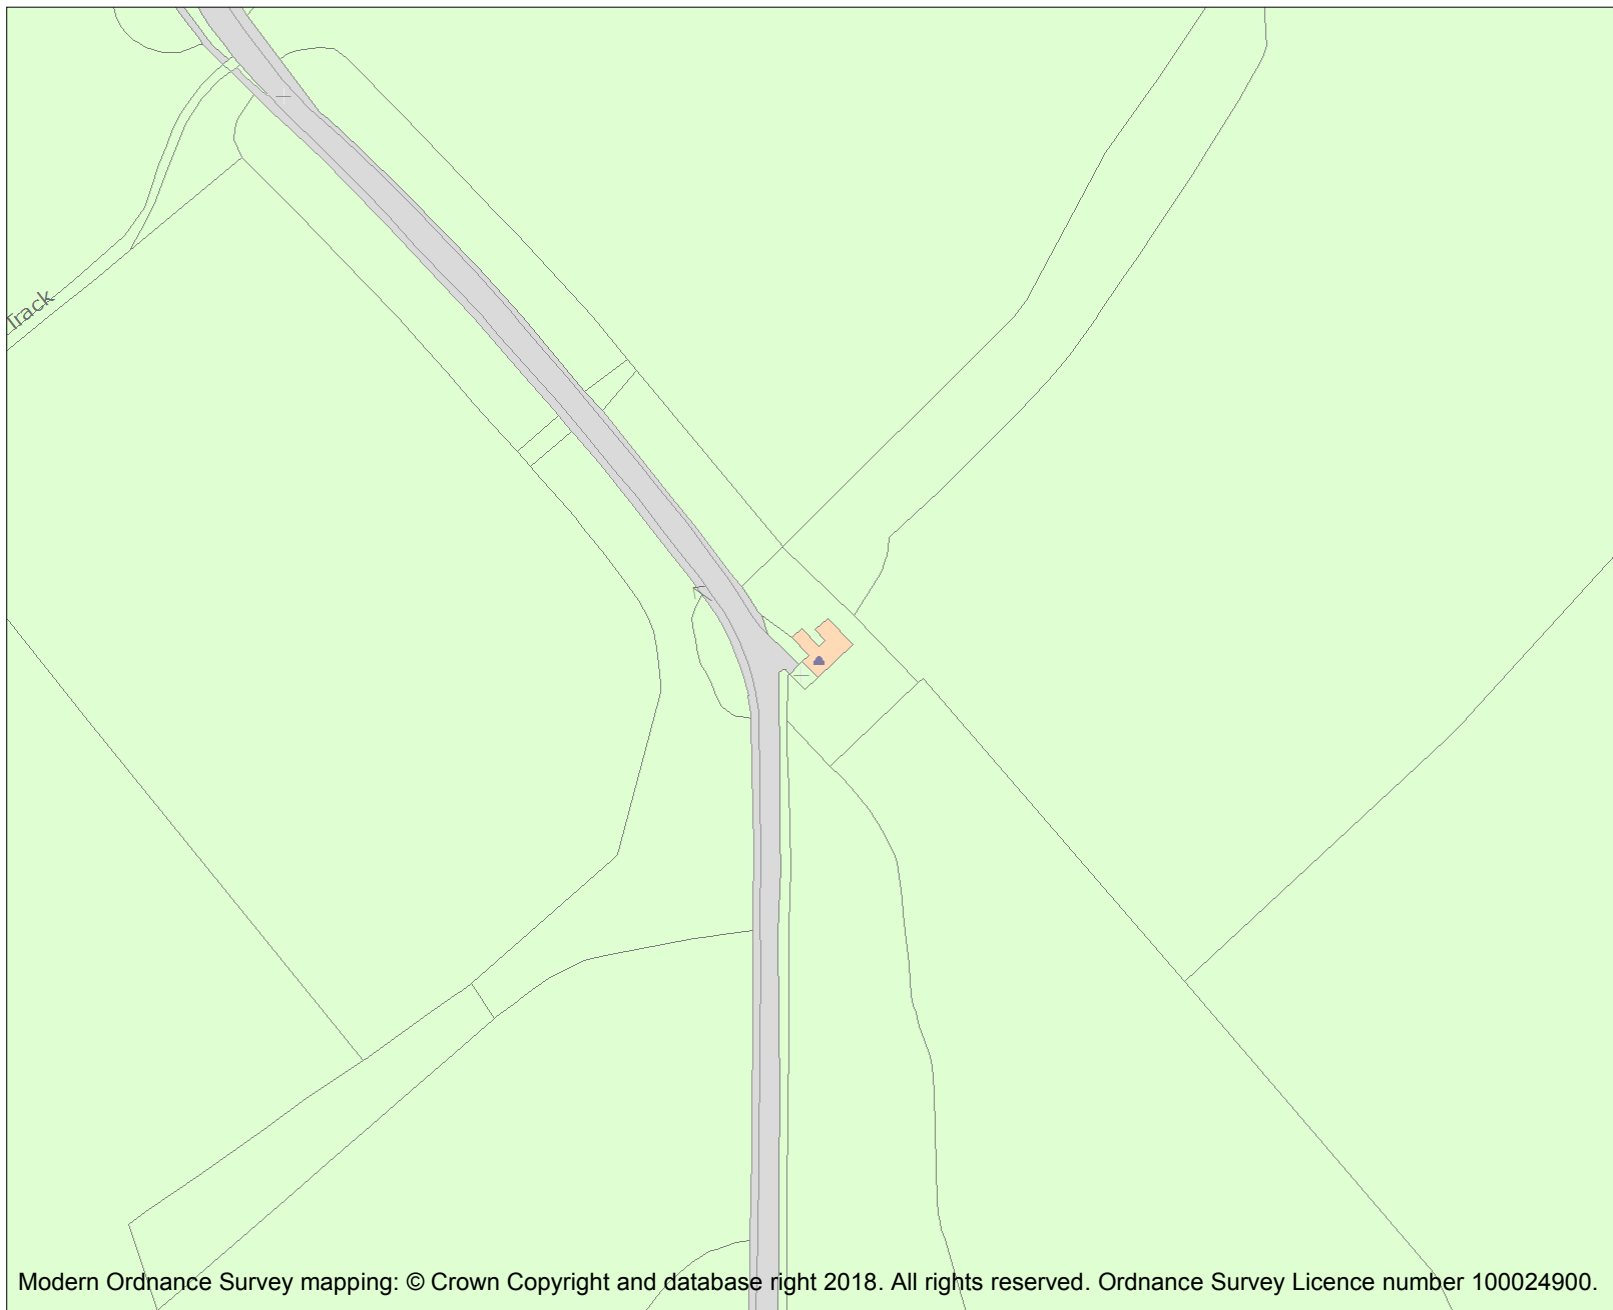 Track
Modern Ordnance Survey mapping: © Crown Copyright and database right 2018. All rights reserved. Ordnance Survey Licence number 100024900.